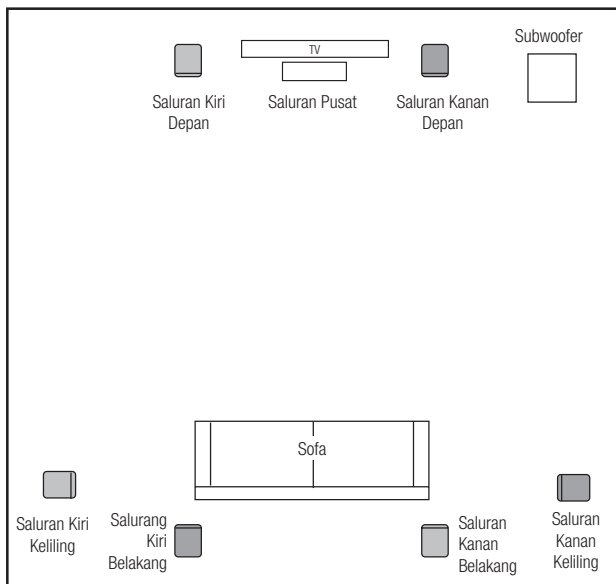 Subwoofer
TV
Saluran Kiri
Depan
Saluran Pusat
Saluran Kanan
Depan
Sofa
Saluran Kiri
Keliling
Salurang
Kiri
Belakang
Saluran
Kanan
Belakang
Saluran
Kanan
Keliling